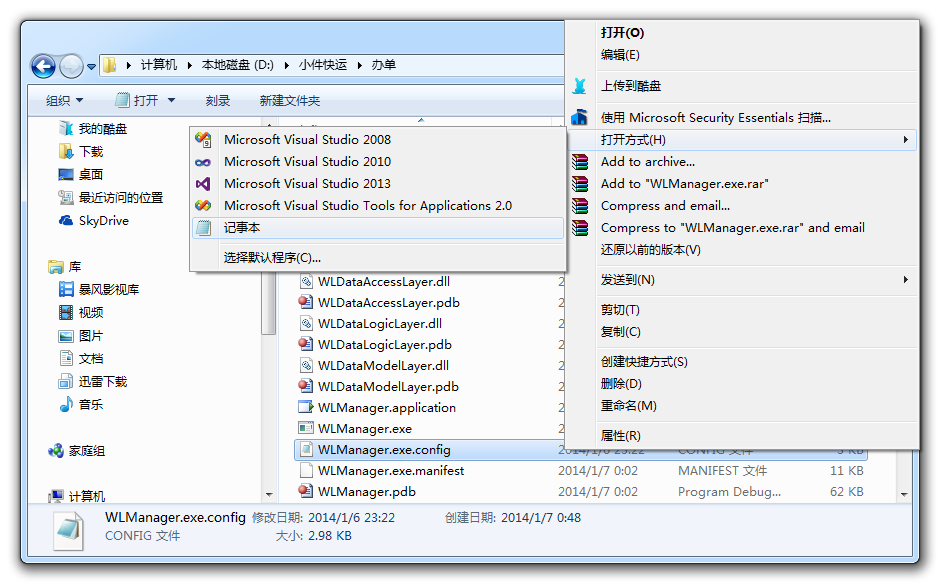 计算机 ▸ 本地磁盘 (D:) ▸ 小件快运 ▸ 办单
组织 打开 刻录 新建文件夹
我的酷盘
下载
桌面
最近访问的位置
SkyDrive
库
暴风影视库
视频
图片
文档
迅雷下载
音乐
家庭组
计算机
Microsoft Visual Studio 2008
Microsoft Visual Studio 2010
Microsoft Visual Studio 2013
Microsoft Visual Studio Tools for Applications 2.0
记事本
选择默认程序(C)...
打开(O)
编辑(E)
上传到酷盘
使用 Microsoft Security Essentials 扫描...
打开方式(H)
Add to archive...
Add to "WLManager.exe.rar"
Compress and email...
Compress to "WLManager.exe.rar" and email
还原以前的版本(V)
发送到(N)
剪切(T)
复制(C)
创建快捷方式(S)
删除(D)
重命名(M)
属性(R)
WLDataAccessLayer.dll
WLDataAccessLayer.pdb
WLDataLogicLayer.dll
WLDataLogicLayer.pdb
WLDataModelLayer.dll
WLDataModelLayer.pdb
WLManager.application
WLManager.exe
WLManager.exe.config 2014/1/6 23:22 CONFIG 文件 3 KB
WLManager.exe.manifest 2014/1/7 0:02 MANIFEST 文件 11 KB
WLManager.pdb 2014/1/7 0:02 Program Debug... 62 KB
WLManager.exe.config 修改日期: 2014/1/6 23:22 创建日期: 2014/1/7 0:48
CONFIG 文件 大小: 2.98 KB